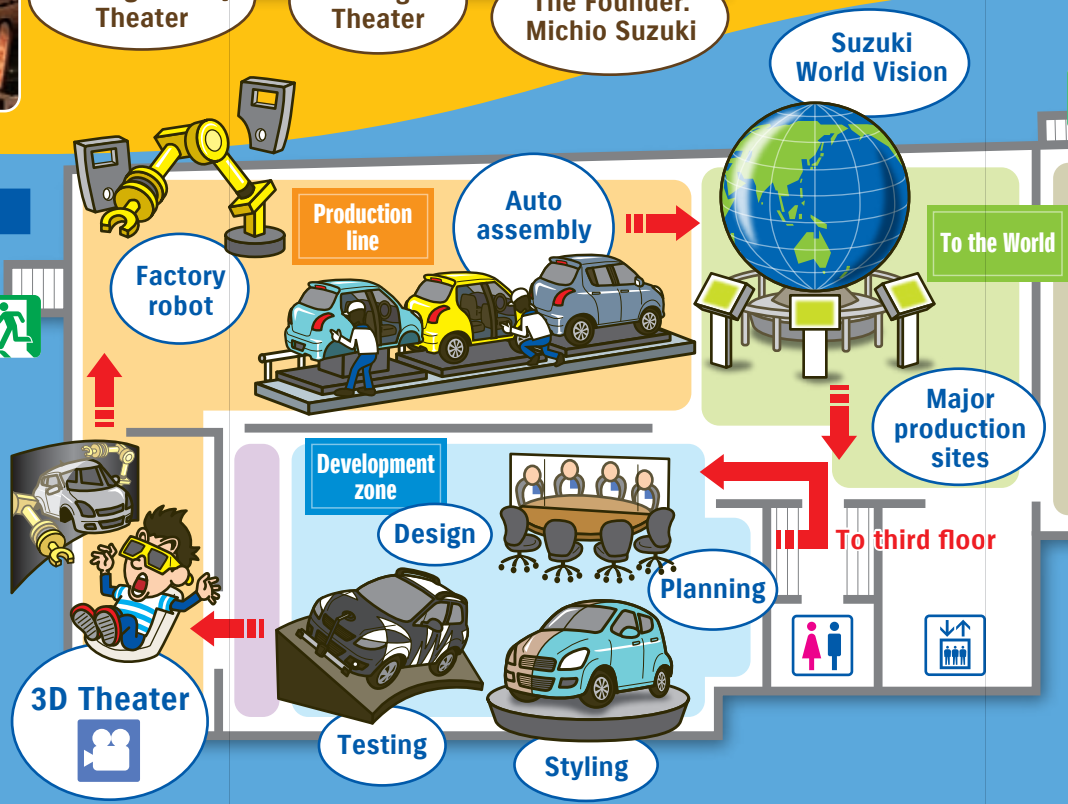 Theater
Theater
The Founder.
Michio Suzuki
Suzuki
World Vision
Production
line
Auto
assembly
To the World
Factory
robot
Major
production
sites
Development
zone
Design
To third floor
Planning
3D Theater
Testing
Styling